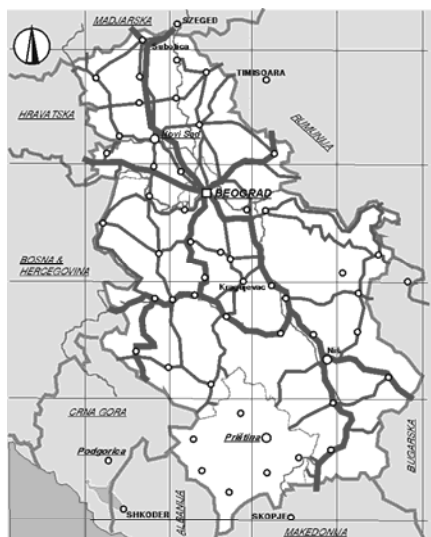 MADJARSKA
SZEGED
Subotica
TIMISOARA
HRAVATSKA
RUMUNIJA
Novi Sad
BEOGRAD
BOSNA &
HERCEGOVINA
Kragujevac
Niš
CRNA GORA
Priština
Podgorica
BUGARSKA
ALBANIJA
SHKODER
SKOPJE
MAKEDONIJA